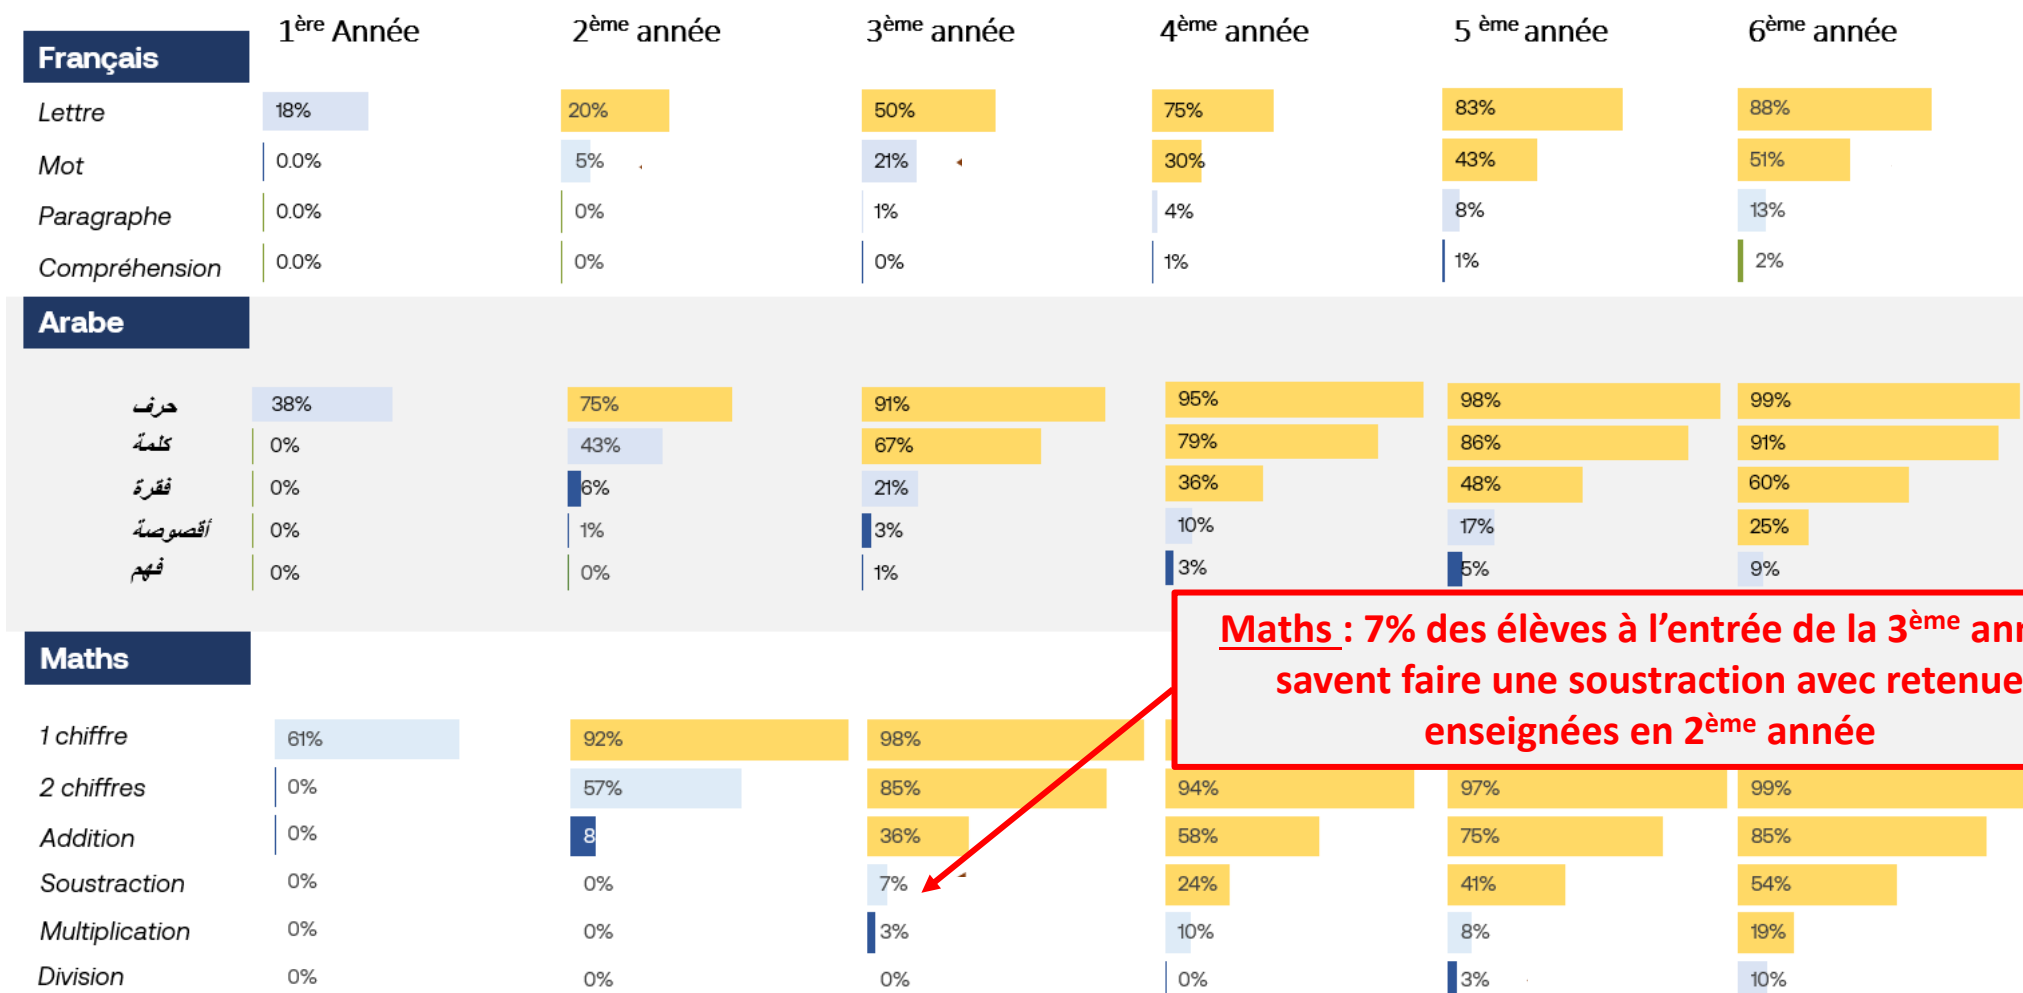 1ère Année 2ème année 3ème année 4ème année 5 ème année 6ème année
Français
Lettre 18% 20% 50% 75% 83% 88%
Mot 0.0% 5% 21% 30% 43% 51%
Paragraphe 0.0% 0% 1% 4% 8% 13%
Compréhension 0.0% 0% 0% 1% 1% 2%
Arabe
حرف 38% 75% 91% 95% 98% 99%
كلمة 0% 43% 67% 79% 86% 91%
فقرة 0% 6% 21% 36% 48% 60%
أقصوصة 0% 1% 3% 10% 17% 25%
فهم 0% 0% 1% 3% 5% 9%
Maths : 7% des élèves à l’entrée de la 3ème
savent faire une soustraction avec retenue
enseignées en 2ème année
Maths
1 chiffre 61% 92% 98%
2 chiffres 0% 57% 85% 94% 97% 99%
Addition 0% 8 36% 58% 75% 85%
Soustraction 0% 0% 7% 24% 41% 54%
Multiplication 0% 0% 3% 10% 8% 19%
Division 0% 0% 0% 0% 3% 10%